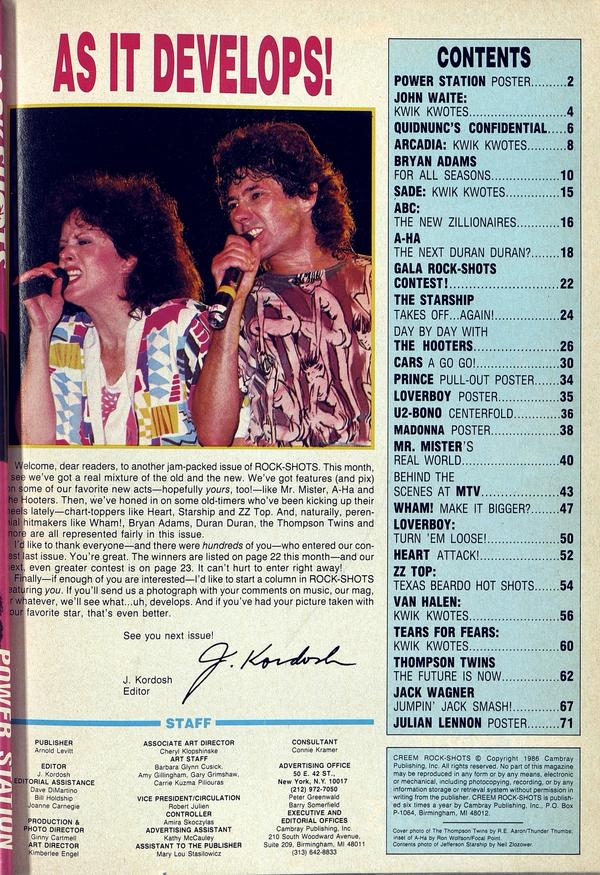 AS IT DEVELOPS!
Welcome, dear readers, to another jam-packed issue of ROCK-SHOTS. This month,
see we've got a real mixture of the old and the new. We've got features (and pix)
on some of our favorite new acts—hopefully yours, too!—like Mr. Mister, A-Ha and
he Hooters. Then, we've honed in on some old-timers who've been kicking up their
eels lately—chart-toppers like Heart, Starship and ZZ Top. And, naturally, peren-
nial hitmakers like Wham!, Bryan Adams, Duran Duran, the Thompson Twins and
more are all represented fairly in this issue.
I'd like to thank everyone—and there were hundreds of you—who entered our con-
est last issue. You're great. The winners are listed on page 22 this month—and our
ext, even greater contest is on page 23. It can't hurt to enter right away!
Finally—if enough of you are interested—I'd like to start a column in ROCK-SHOTS
eaturing you. If you'll send us a photograph with your comments on music, our mag,
r whatever, we'll see what...uh, develops. And if you've had your picture taken with
our favorite star, that's even better.
See you next issue!
J. Kordosh
J. Kordosh
Editor
STAFF
PUBLISHER
Arnold Levitt
EDITOR
J. Kordosh
EDITORIAL ASSISTANCE
Dave DiMartino
Bill Holdship
Joanne Carnegie
PRODUCTION &
PHOTO DIRECTOR
Ginny Cartmell
ART DIRECTOR
Kimberlee Engel
ASSOCIATE ART DIRECTOR
Cheryl Klopshinske
ART STAFF
Barbara Glynn Cusick,
Amy Gillingham, Gary Grimshaw,
Carrie Kuzma Piliouras
VICE PRESIDENT/CIRCULATION
Robert Julien
CONTROLLER
Amira Skoczylas
ADVERTISING ASSISTANT
Kathy McCauley
ASSISTANT TO THE PUBLISHER
Mary Lou Stasilowicz
CONSULTANT
Connie Kramer
ADVERTISING OFFICE
50 E. 42 ST.,
New York, N.Y. 10017
(212) 972-7050
Peter Greenwald
Barry Somerfield
EXECUTIVE AND
EDITORIAL OFFICES
Cambray Publishing, Inc.
210 South Woodward Avenue,
Suite 209, Birmingham, MI 48011
(313) 642-8833
CONTENTS
POWER STATION POSTER.........2
JOHN WAITE:
KWIK KWOTES.........4
QUIDNUNC'S CONFIDENTIAL.....6
ARCADIA: KWIK KWOTES.........8
BRYAN ADAMS
FOR ALL SEASONS.........10
SADE: KWIK KWOTES.........15
ABC:
THE NEW ZILLIONAIRES.........16
A-HA
THE NEXT DURAN DURAN?.......18
GALA ROCK-SHOTS
CONTEST!.........22
THE STARSHIP
TAKES OFF...AGAIN!.........24
DAY BY DAY WITH
THE HOOTERS.........26
CARS A GO GO!.........30
PRINCE PULL-OUT POSTER.......34
LOVERBOY POSTER.........35
U2-BONO CENTERFOLD.........36
MADONNA POSTER.........38
MR. MISTER'S
REAL WORLD.........40
BEHIND THE
SCENES AT MTV.........43
WHAM! MAKE IT BIGGER?.........47
LOVERBOY:
TURN 'EM LOOSE!.........50
HEART ATTACK!.........52
ZZ TOP:
TEXAS BEARDO HOT SHOTS.......54
VAN HALEN:
KWIK KWOTES.........56
TEARS FOR FEARS:
KWIK KWOTES.........60
THOMPSON TWINS
THE FUTURE IS NOW.........62
JACK WAGNER
JUMPIN' JACK SMASH!.........67
JULIAN LENNON POSTER.........71
CREEM ROCK-SHOTS © Copyright 1986 Cambray
Publishing, Inc. All rights reserved. No part of this magazine
may be reproduced in any form or by any means, electronic
or mechanical, including photocopying, recording, or by any
information storage or retrieval system without permission in
writing from the publisher. CREEM ROCK-SHOTS is publish-
ed six times a year by Cambray Publishing, Inc., P.O. Box
P-1064, Birmingham, MI 48012.
Cover photo of The Thompson Twins by R.E. Aaron/Thunder Thumbs;
inset of A-Ha by Ron Wolfson/Focal Point.
Contents photo of Jefferson Starship by Neil Zlozower.
POWER STATION